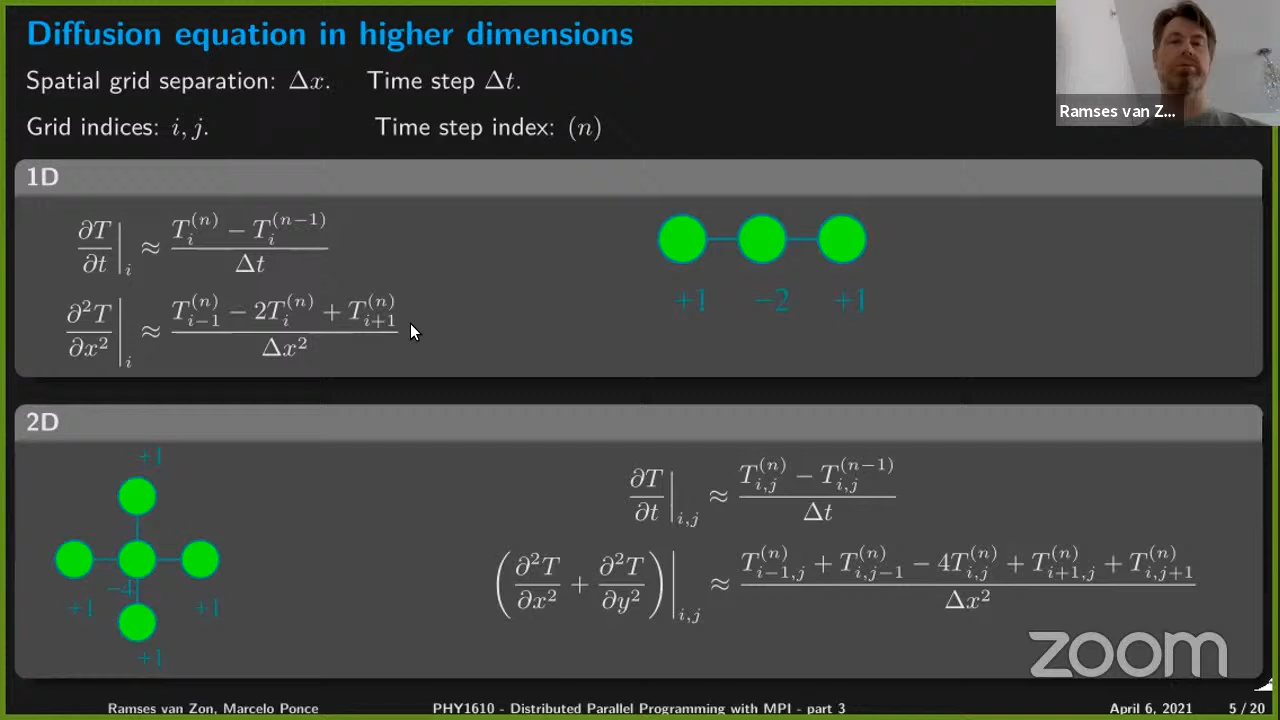 Diffusion equation in higher dimensions
Ramses van Z...
Spatial grid separation: Δx. Time step Δt.
Grid indices: i, j. Time step index: (n)
1D
∂T/∂t |_i ≈ (T_i^(n) − T_i^(n−1)) / Δt
∂²T/∂x² |_i ≈ (T_{i−1}^(n) − 2T_i^(n) + T_{i+1}^(n)) / Δx²
+1 −2 +1
2D
+1
−4
+1 +1
+1
∂T/∂t |_{i,j} ≈ (T_{i,j}^(n) − T_{i,j}^(n−1)) / Δt
(∂²T/∂x² + ∂²T/∂y²) |_{i,j} ≈ (T_{i−1,j}^(n) + T_{i,j−1}^(n) − 4T_{i,j}^(n) + T_{i+1,j}^(n) + T_{i,j+1}^(n)) / Δx²
zoom
Ramses van Zon, Marcelo Ponce PHY1610 - Distributed Parallel Programming with MPI - part 3 April 6, 2021 5 / 20